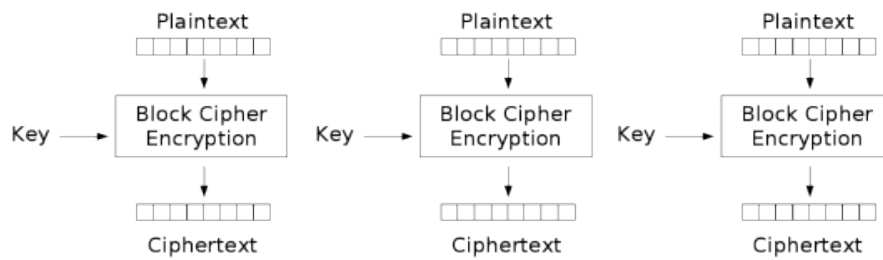 Plaintext Plaintext Plaintext
Key Block Cipher Encryption Key Block Cipher Encryption Key Block Cipher Encryption
Ciphertext Ciphertext Ciphertext